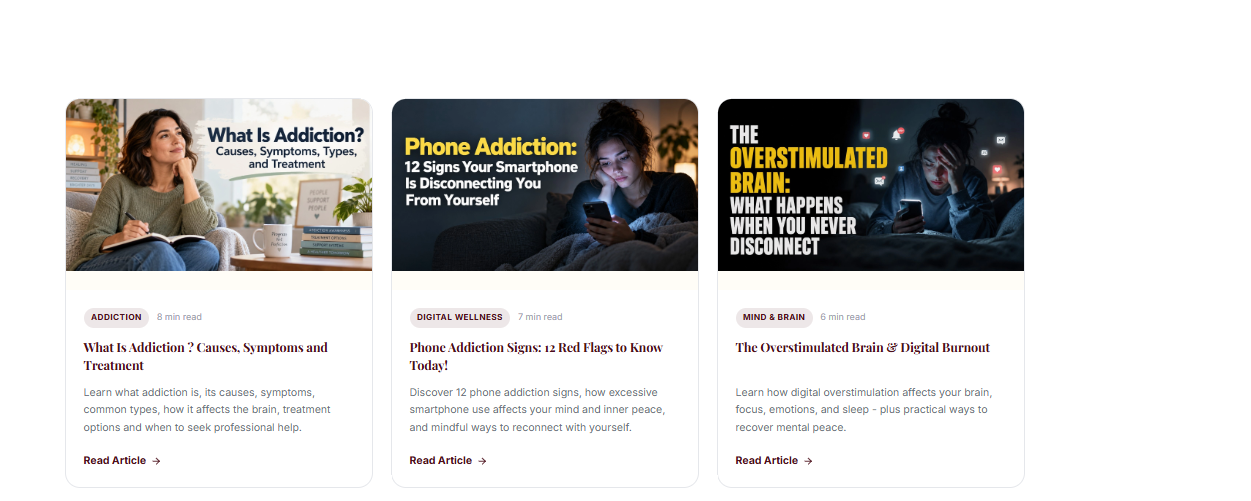 What Is Addiction?
Causes, Symptoms, Types,
and Treatment
PEOPLE
SUPPORT
PEOPLE
Phone Addiction:
12 Signs Your Smartphone
Is Disconnecting You
From Yourself
THE
OVERSTIMULATED
BRAIN:
WHAT HAPPENS
WHEN YOU NEVER
DISCONNECT
ADDICTION 8 min read
What Is Addiction ? Causes, Symptoms and
Treatment
Learn what addiction is, its causes, symptoms,
common types, how it affects the brain, treatment
options and when to seek professional help.
Read Article →
DIGITAL WELLNESS 7 min read
Phone Addiction Signs: 12 Red Flags to Know
Today!
Discover 12 phone addiction signs, how excessive
smartphone use affects your mind and inner peace,
and mindful ways to reconnect with yourself.
Read Article →
MIND & BRAIN 6 min read
The Overstimulated Brain & Digital Burnout
Learn how digital overstimulation affects your brain,
focus, emotions, and sleep - plus practical ways to
recover mental peace.
Read Article →